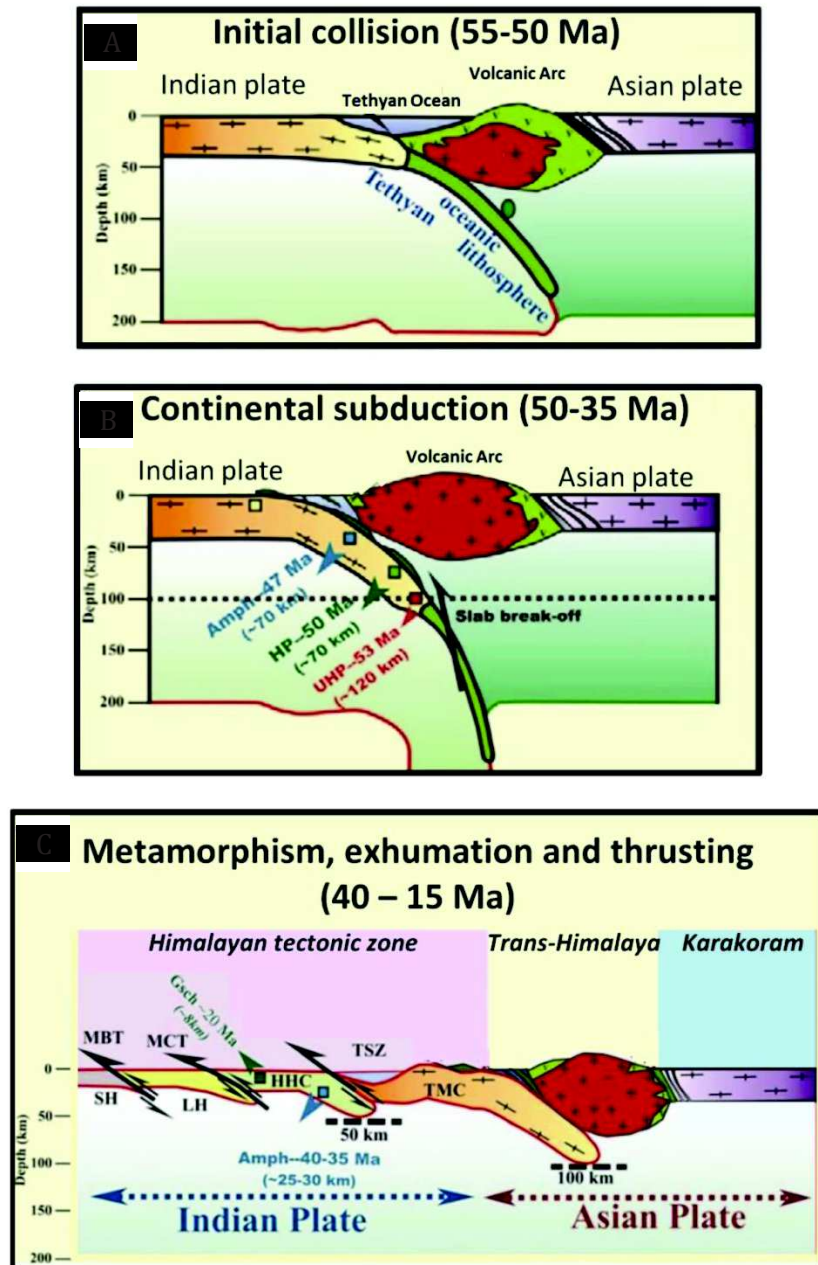 A
Initial collision (55-50 Ma)
Indian plate
Volcanic Arc
Asian Plate
Tethyan Ocean
Depth (km)
0
50
100
150
200
Tethyan
oceanic
lithosphere
B
Continental subduction (50-35 Ma)
Indian plate
Volcanic Arc
Asian plate
Depth (km)
0
50
100
150
200
Amph--47 Ma
(~70 km)
HP--50 Ma
(~70 km)
UHP--53 Ma
(~120 km)
Slab break-off
C
Metamorphism, exhumation and thrusting
(40 – 15 Ma)
Himalayan tectonic zone
Trans-Himalaya
Karakoram
Gsch ~20 Ma
(~8km)
MBT
MCT
TSZ
Depth (km)
0
50
100
150
200
SH
LH
HHC
TMC
50 km
100 km
Amph--40-35 Ma
(~25-30 km)
Indian Plate
Asian Plate